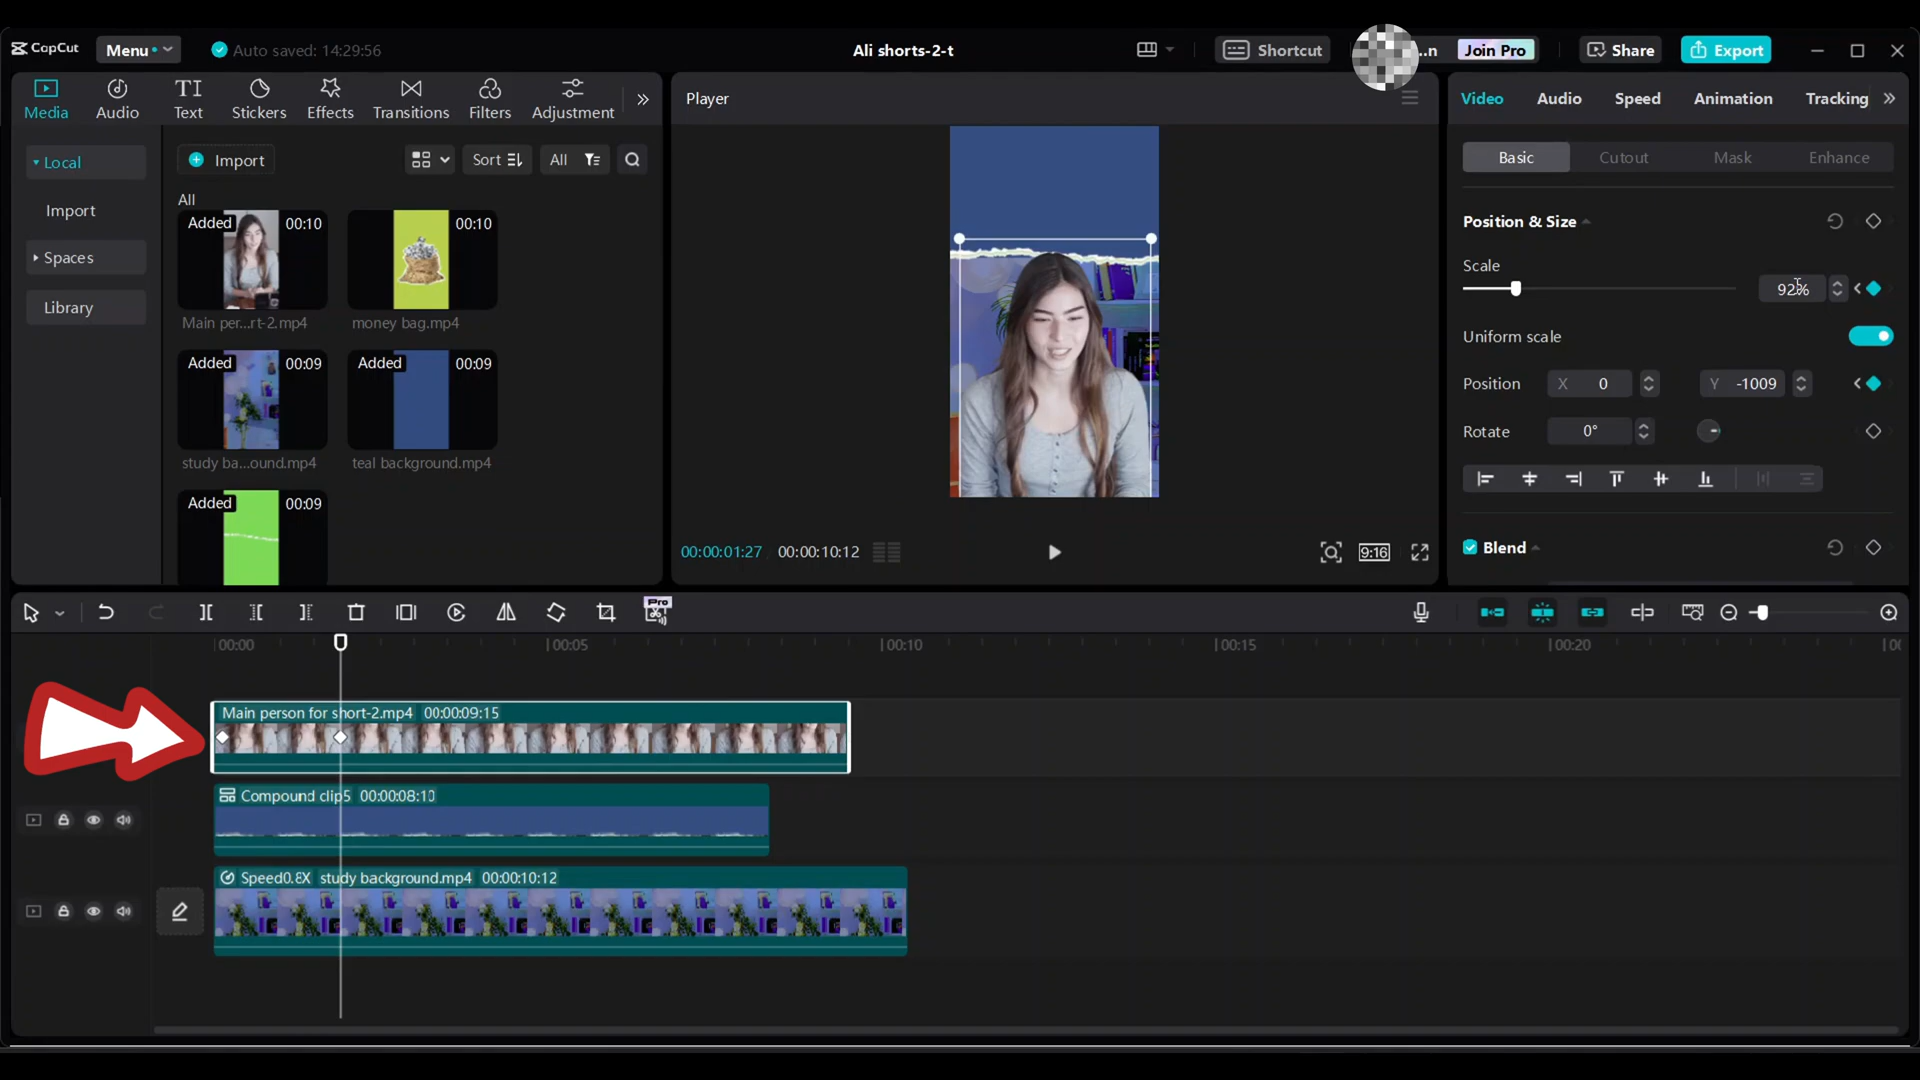 CapCut
Menu
Auto saved: 14:29:56
Ali shorts-2-t
Shortcut
...n
Join Pro
Share
Export
Media
Audio
Text
Stickers
Effects
Transitions
Filters
Adjustment
Player
Video
Audio
Speed
Animation
Tracking
Local
Import
Spaces
Library
Import
Sort
All
All
Added 00:10
00:10
Main per...rt-2.mp4
money bag.mp4
Added 00:09
Added 00:09
study ba...ound.mp4
teal background.mp4
Added 00:09
00:00:01:27
00:00:10:12
9:16
Basic
Cutout
Mask
Enhance
Position & Size
Scale
92%
Uniform scale
Position
X 0
Y -1009
Rotate
0°
Blend
Pro
00:00
00:05
00:10
00:15
00:20
Main person for short-2.mp4 00:00:09:15
Compound clip5 00:00:08:10
Speed0.8X study background.mp4 00:00:10:12